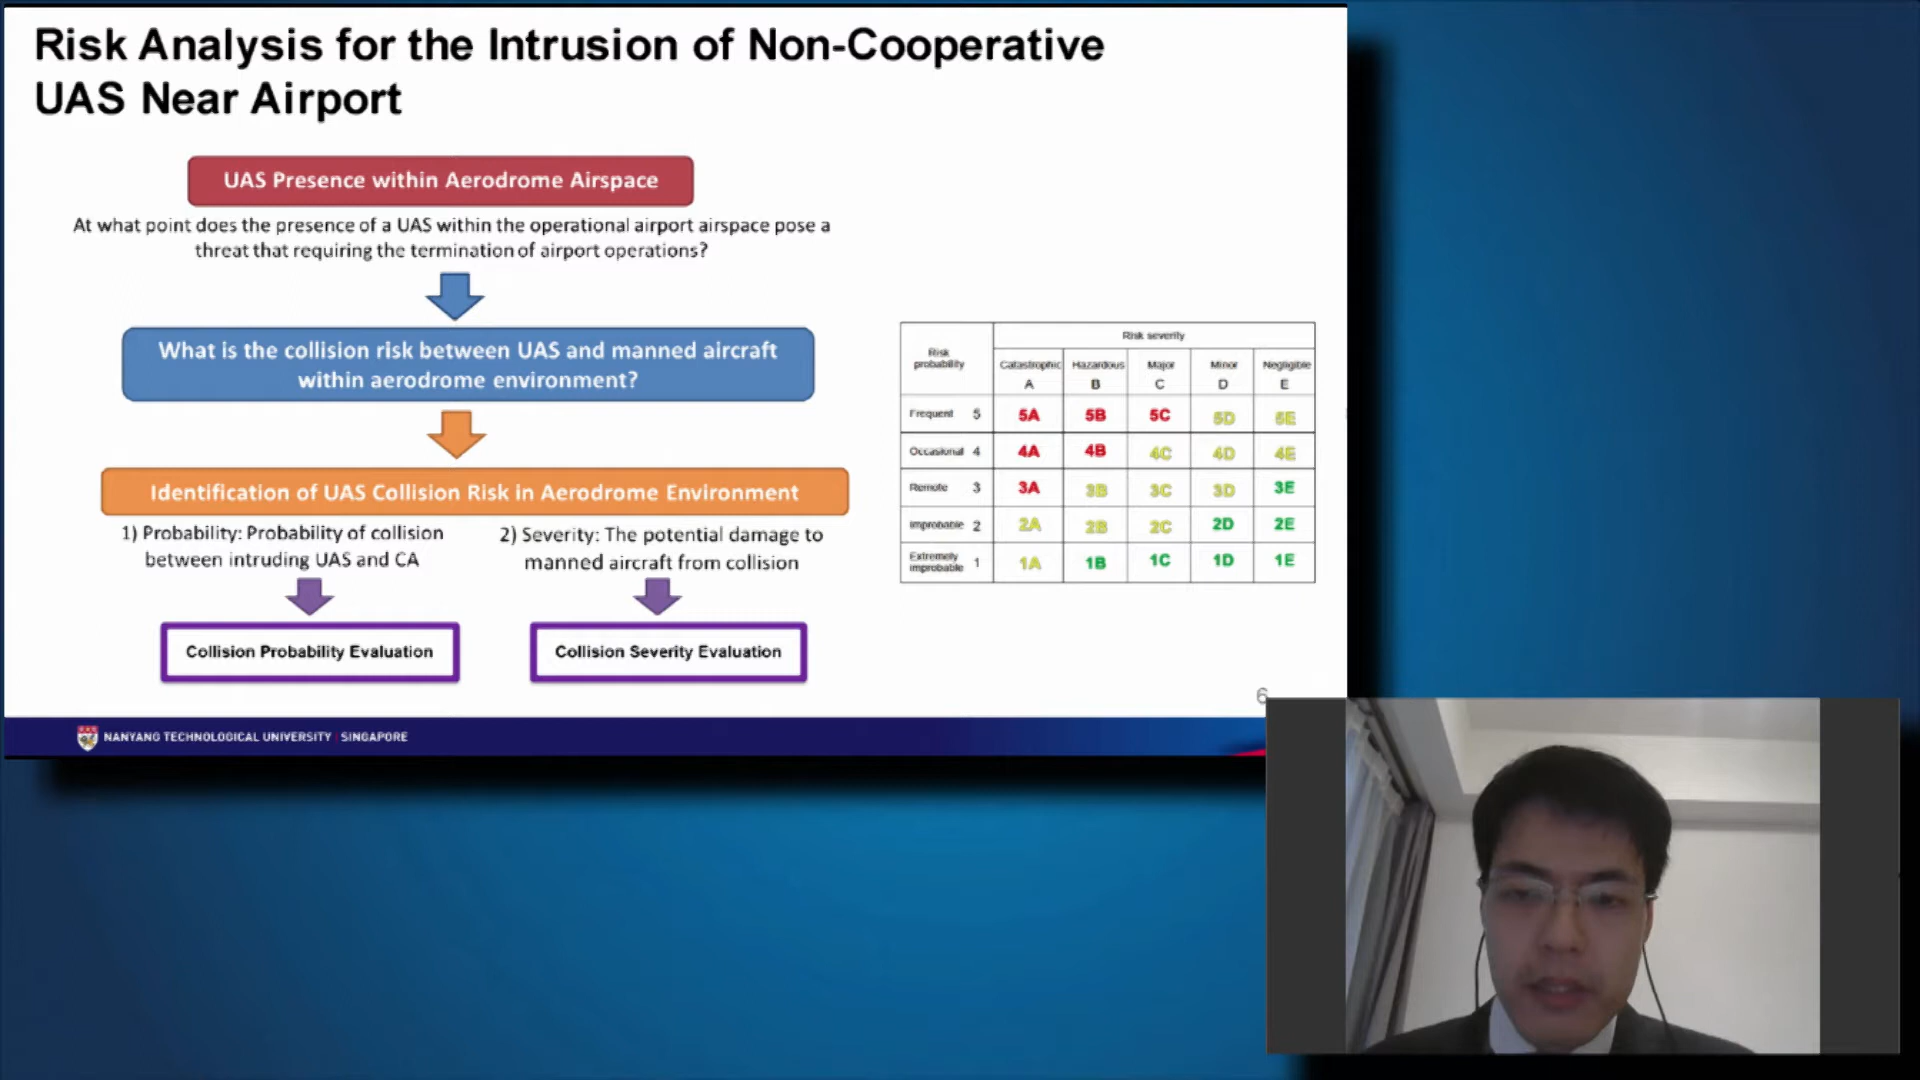 Risk Analysis for the Intrusion of Non-Cooperative
UAS Near Airport
UAS Presence within Aerodrome Airspace
At what point does the presence of a UAS within the operational airport airspace pose a
threat that requiring the termination of airport operations?
What is the collision risk between UAS and manned aircraft
within aerodrome environment?
Identification of UAS Collision Risk in Aerodrome Environment
1) Probability: Probability of collision
between intruding UAS and CA
2) Severity: The potential damage to
manned aircraft from collision
Collision Probability Evaluation
Collision Severity Evaluation
Risk
probability
Risk severity
Catastrophic Hazardous Major Minor Negligible
A B C D E
Frequent 5 5A 5B 5C 5D 5E
Occasional 4 4A 4B 4C 4D 4E
Remote 3 3A 3B 3C 3D 3E
Improbable 2 2A 2B 2C 2D 2E
Extremely
improbable 1 1A 1B 1C 1D 1E
6
NANYANG TECHNOLOGICAL UNIVERSITY | SINGAPORE